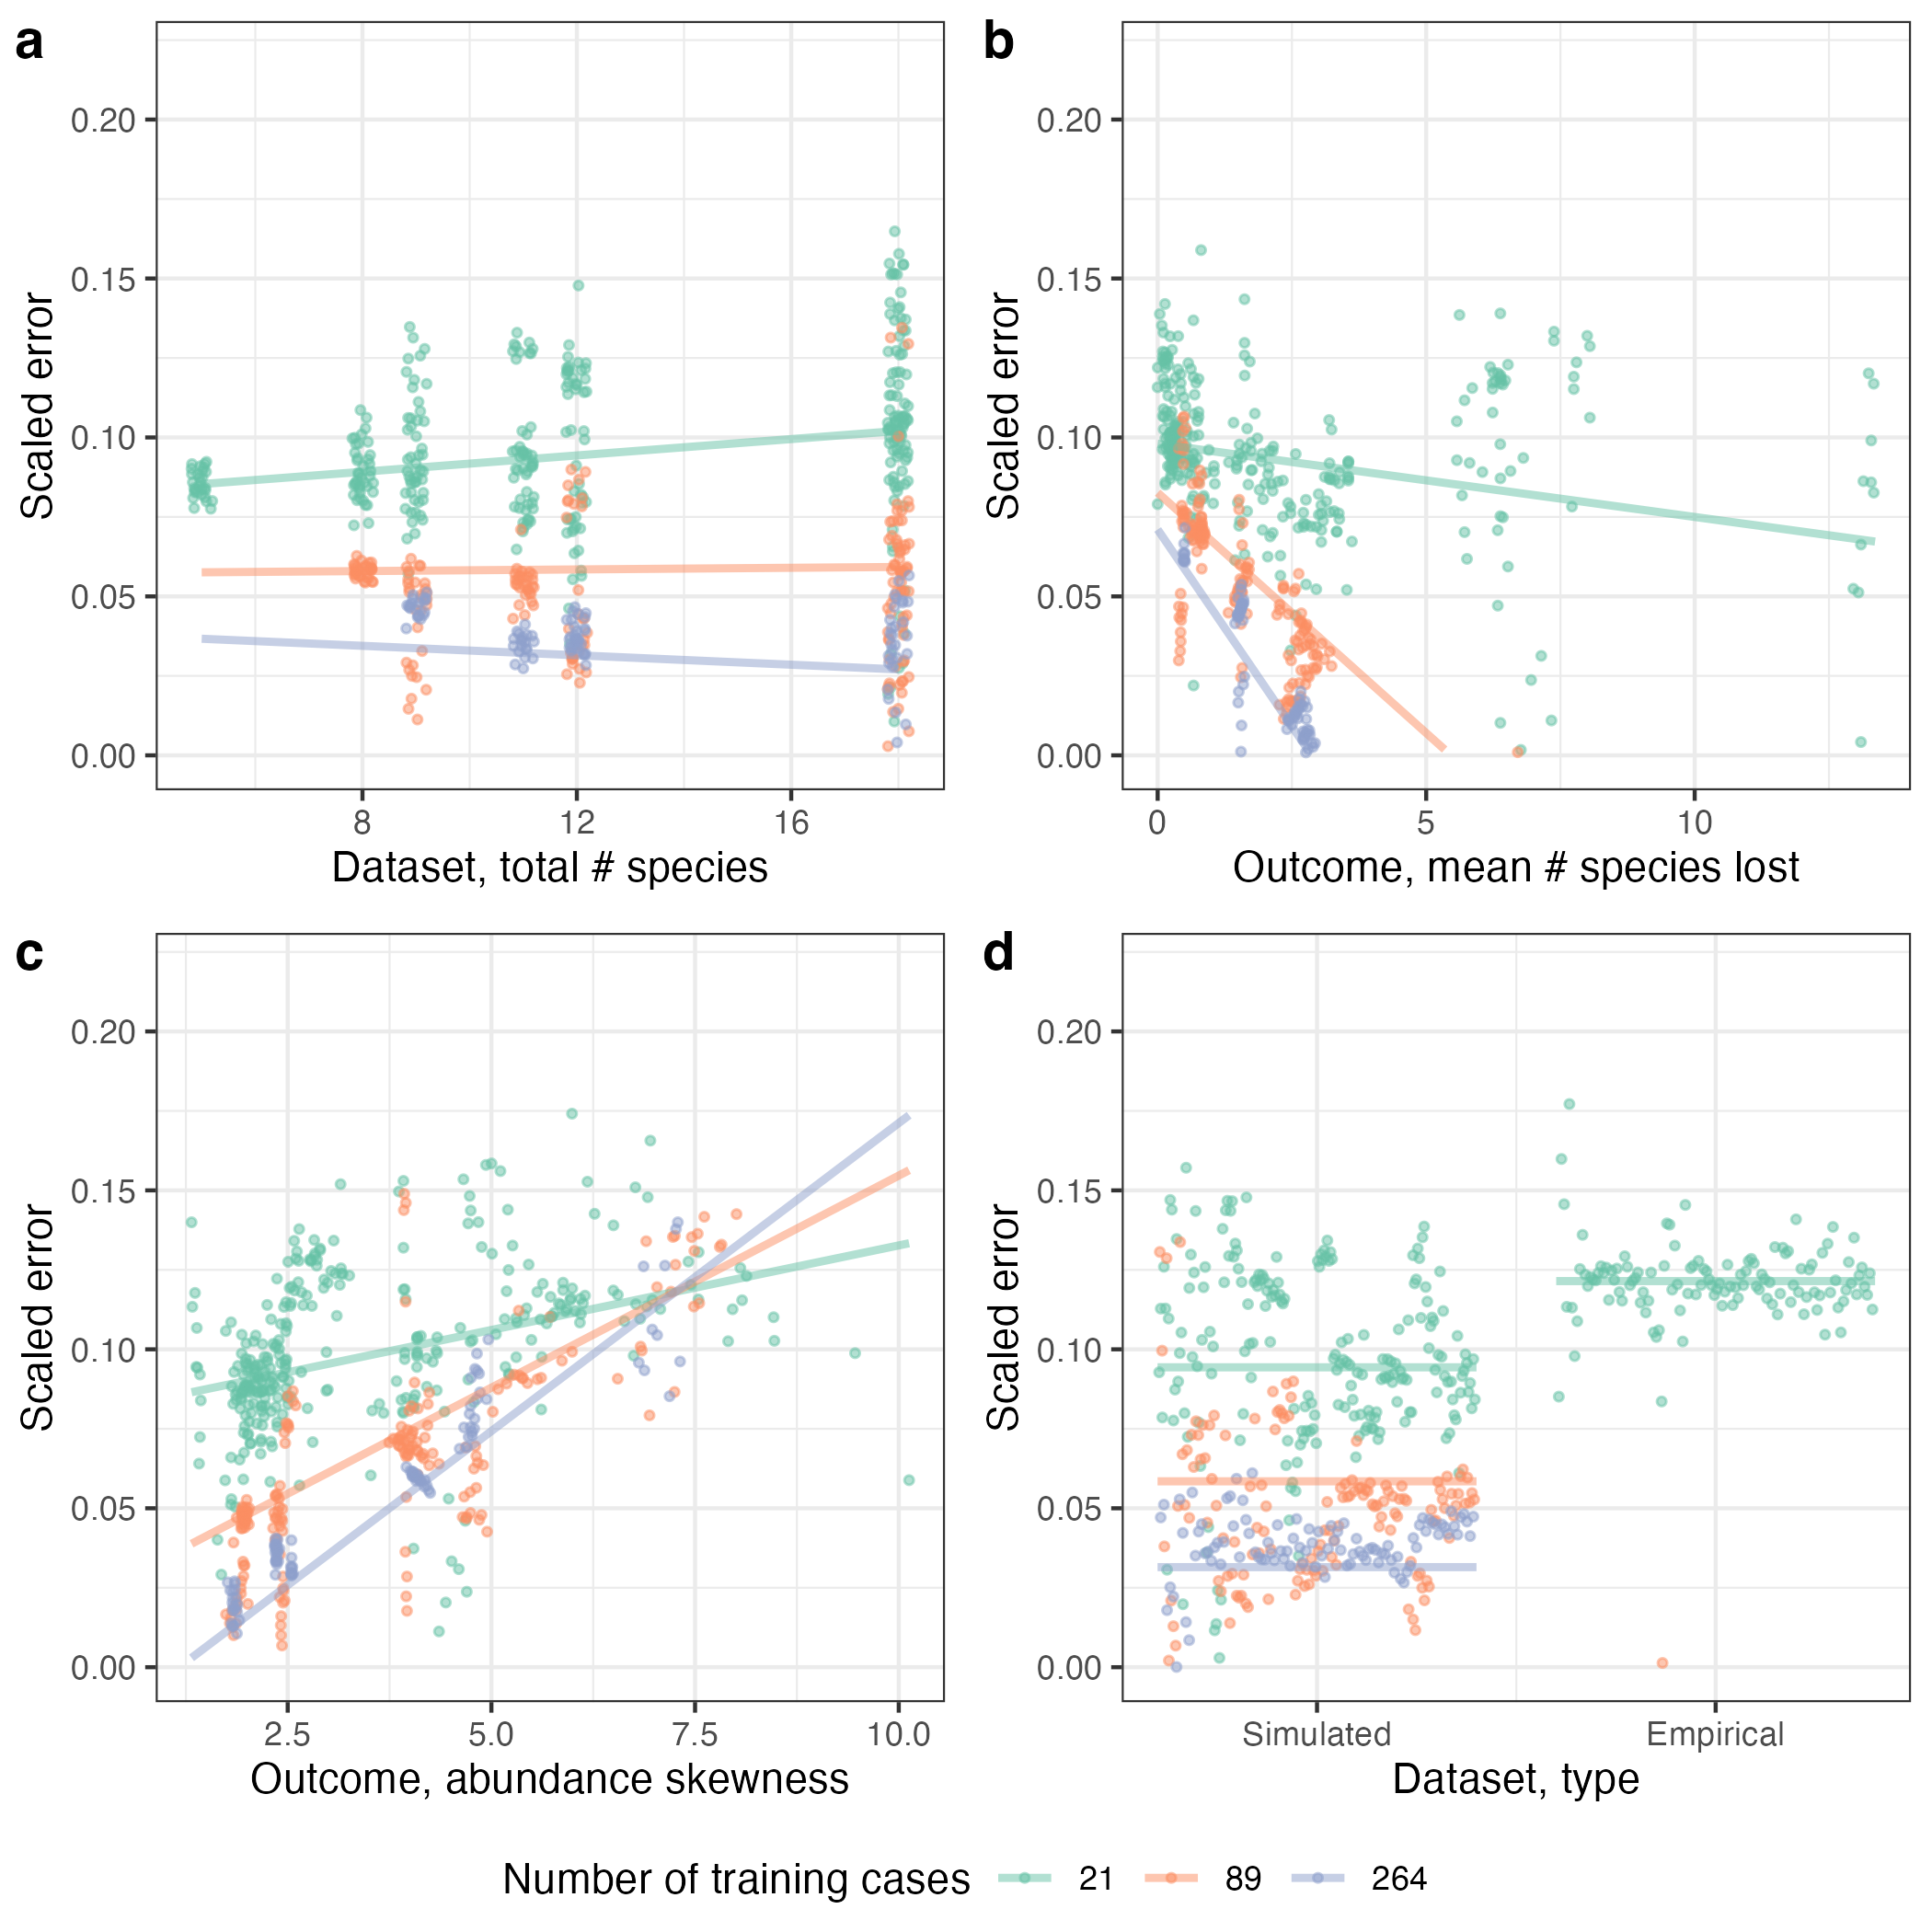 a
0.20
0.15
0.10
0.05
0.00
Scaled error
8 12 16
Dataset, total # species
b
0.20
0.15
0.10
0.05
0.00
Scaled error
0 5 10
Outcome, mean # species lost
c
0.20
0.15
0.10
0.05
0.00
Scaled error
2.5 5.0 7.5 10.0
Outcome, abundance skewness
d
0.20
0.15
0.10
0.05
0.00
Scaled error
Simulated Empirical
Dataset, type
Number of training cases 21 89 264